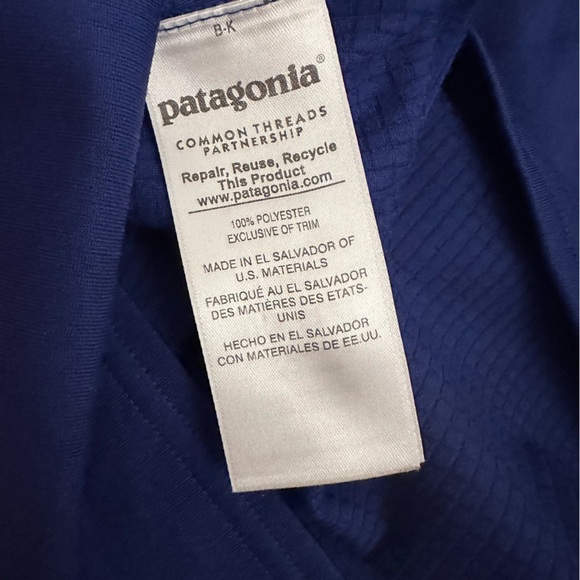 B-K
patagonia®
COMMON THREADS
PARTNERSHIP
Repair, Reuse, Recycle
This Product
www.patagonia.com
100% POLYESTER
EXCLUSIVE OF TRIM
MADE IN EL SALVADOR OF
U.S. MATERIALS
FABRIQUÉ AU EL SALVADOR
DES MATIÈRES DES ETATS-
UNIS
HECHO EN EL SALVADOR
CON MATERIALES DE EE.UU.